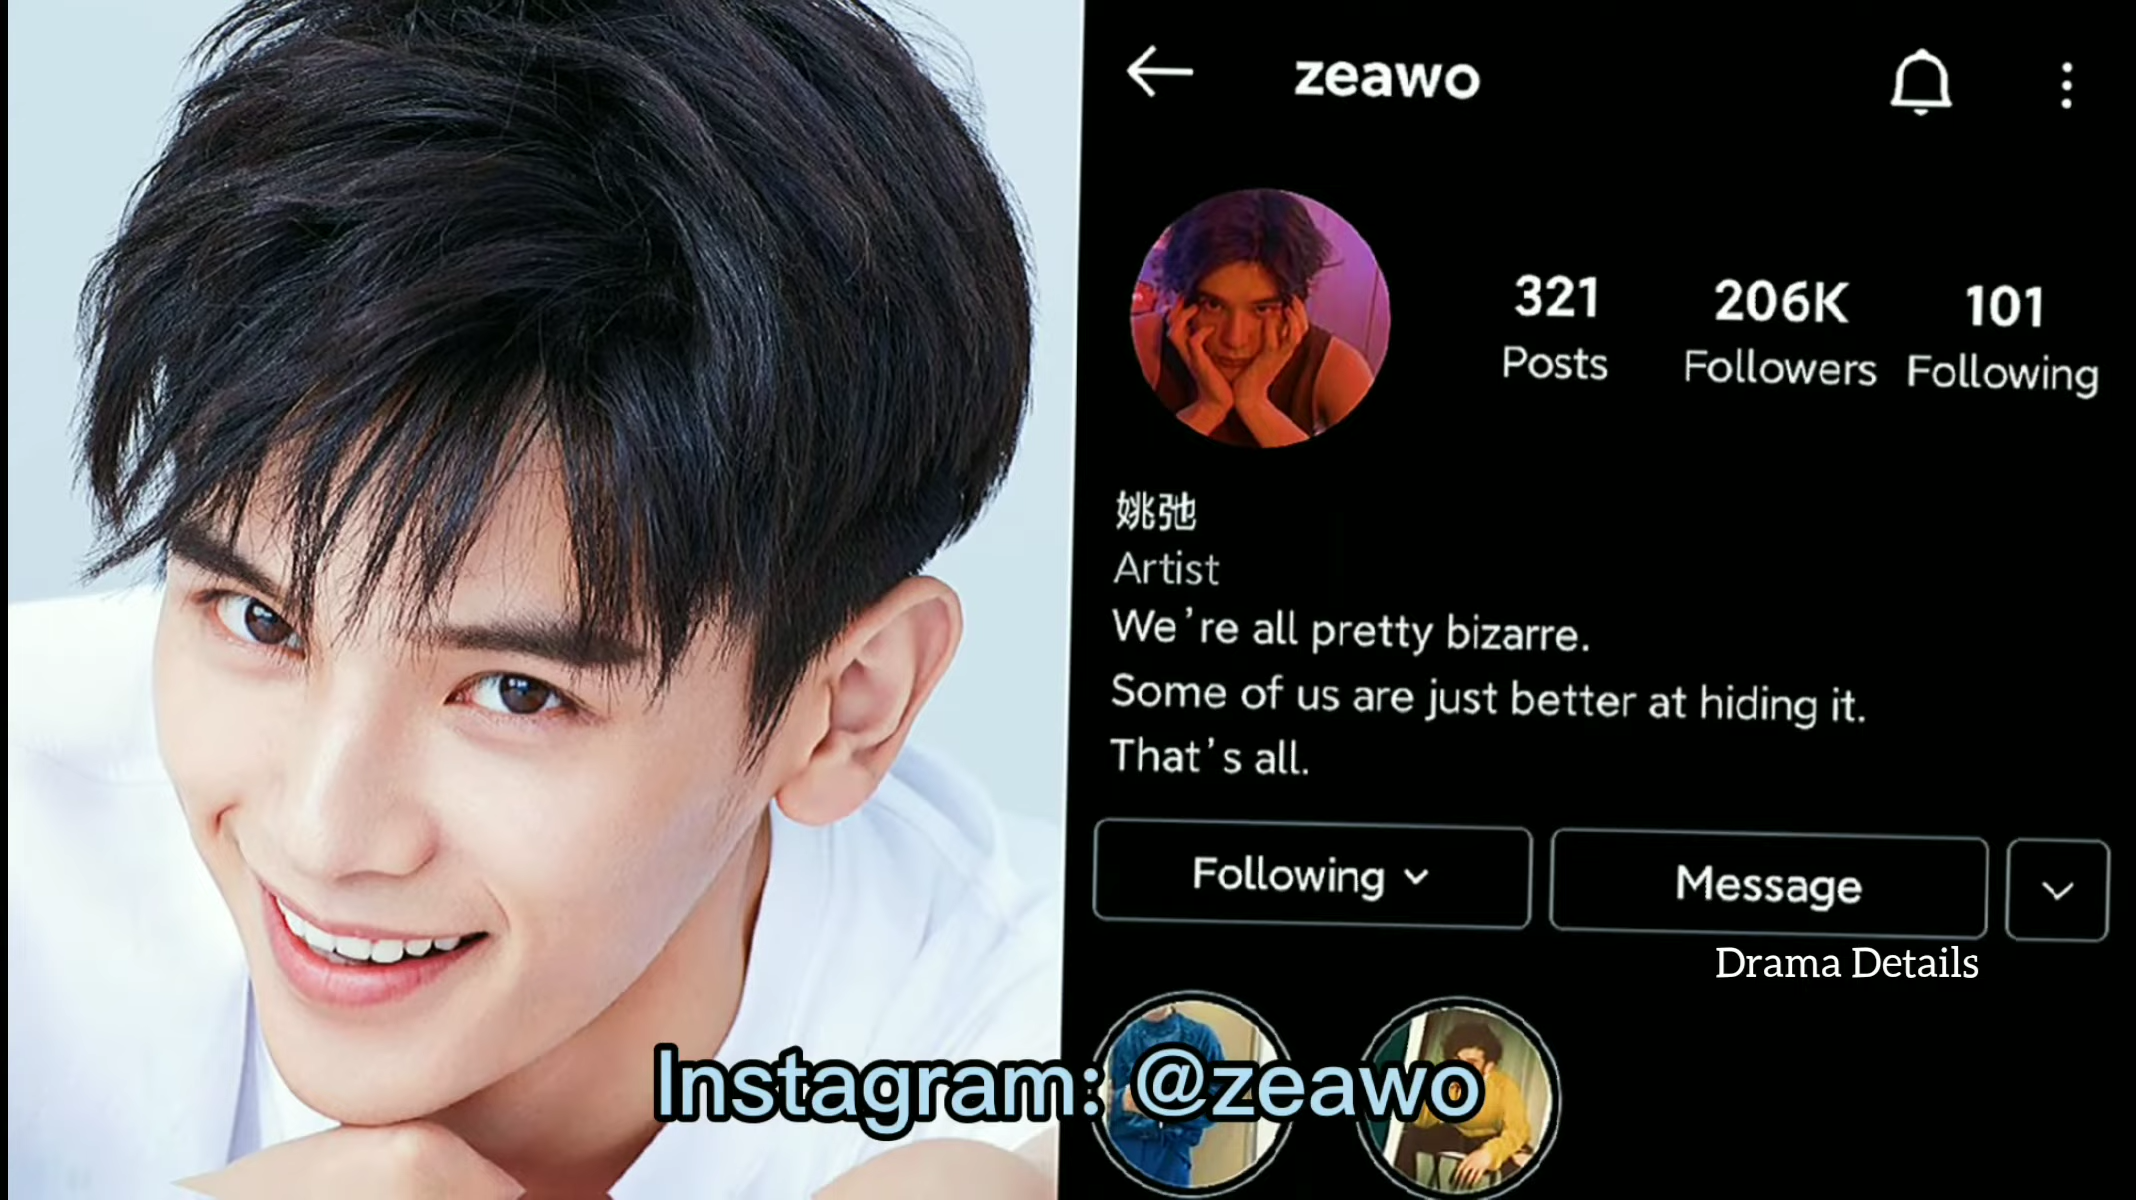 zeawo
321
Posts
206K
Followers
101
Following
姚弛
Artist
We're all pretty bizarre.
Some of us are just better at hiding it.
That's all.
Following
Message
Drama Details
Instagram: @zeawo